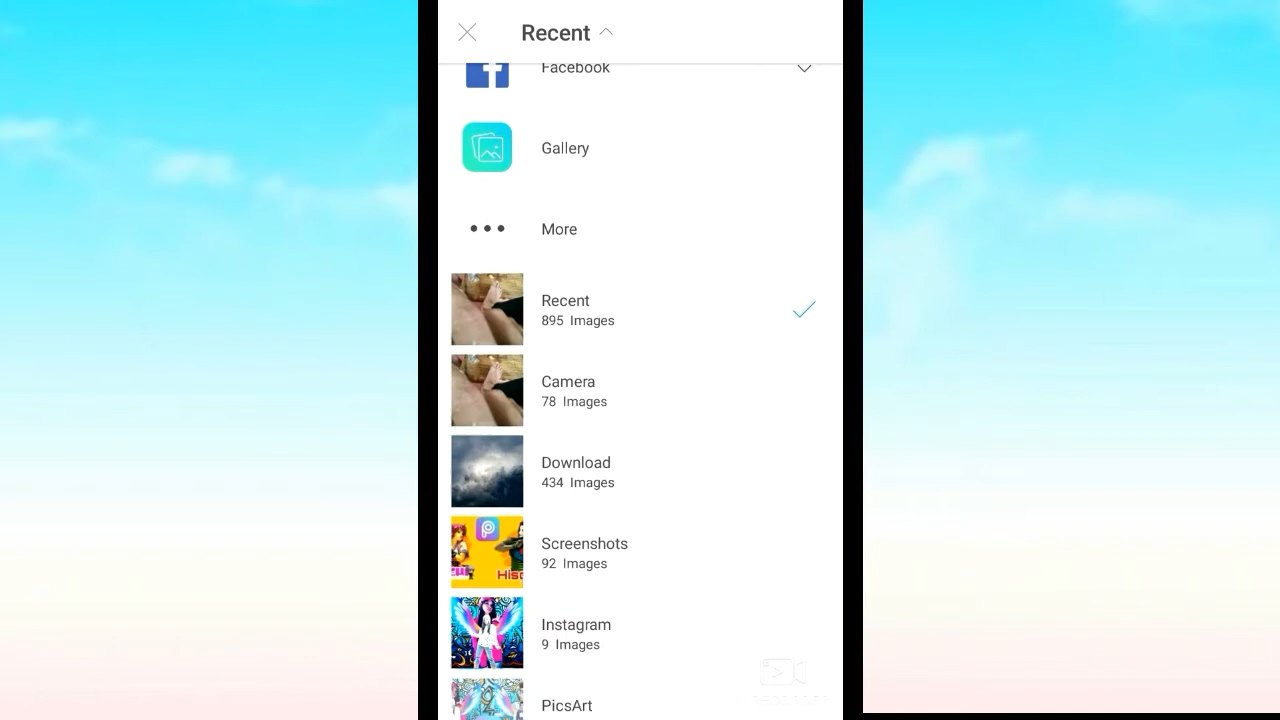 Recent
Facebook
Gallery
More
Recent
895 Images
Camera
78 Images
Download
434 Images
Screenshots
92 Images
Instagram
9 Images
PicsArt